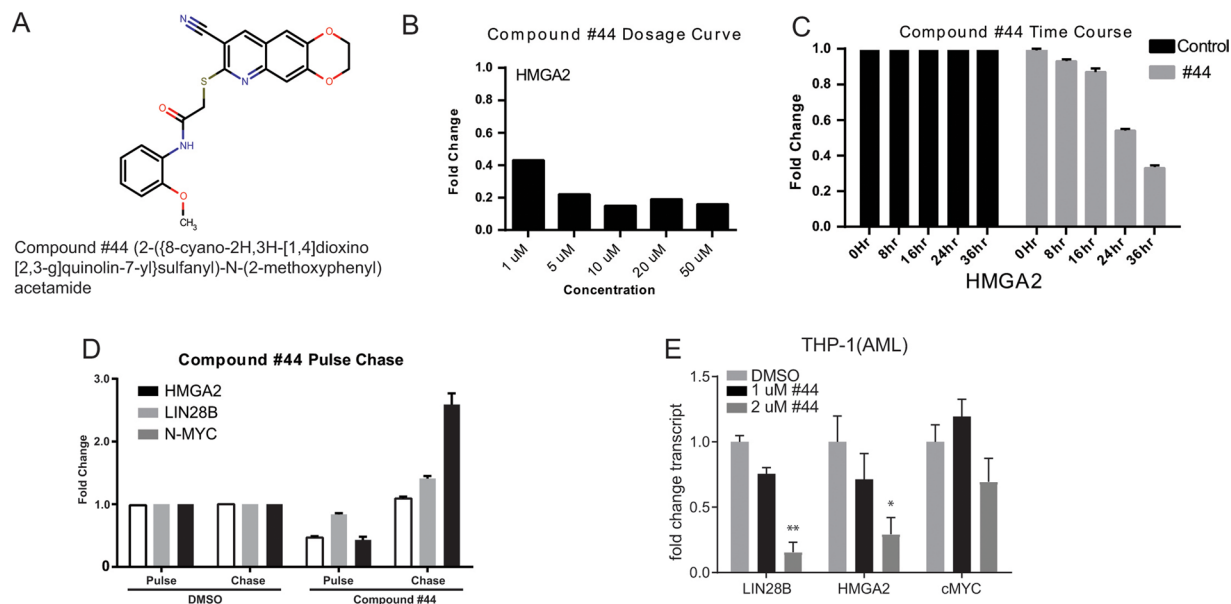 A
N
O
O
S
N
O
NH
O
CH3
Compound #44 (2-({8-cyano-2H,3H-[1,4]dioxino
[2,3-g]quinolin-7-yl}sulfanyl)-N-(2-methoxyphenyl)
acetamide
B
Compound #44 Dosage Curve
HMGA2
Fold Change
1.0
0.8
0.6
0.4
0.2
0.0
1 uM
5 uM
10 uM
20 uM
50 uM
Concentration
C
Compound #44 Time Course
Control
#44
Fold Change
1.0
0.8
0.6
0.4
0.2
0.0
0Hr
8hr
16hr
24hr
36hr
0Hr
8hr
16hr
24hr
36hr
HMGA2
D
Compound #44 Pulse Chase
HMGA2
LIN28B
N-MYC
Fold Change
3.0
2.0
1.0
0
Pulse
Chase
Pulse
Chase
DMSO
Compound #44
E
THP-1(AML)
DMSO
1 uM #44
2 uM #44
fold change transcript
1.5
1.0
0.5
0.0
**
*
LIN28B
HMGA2
cMYC